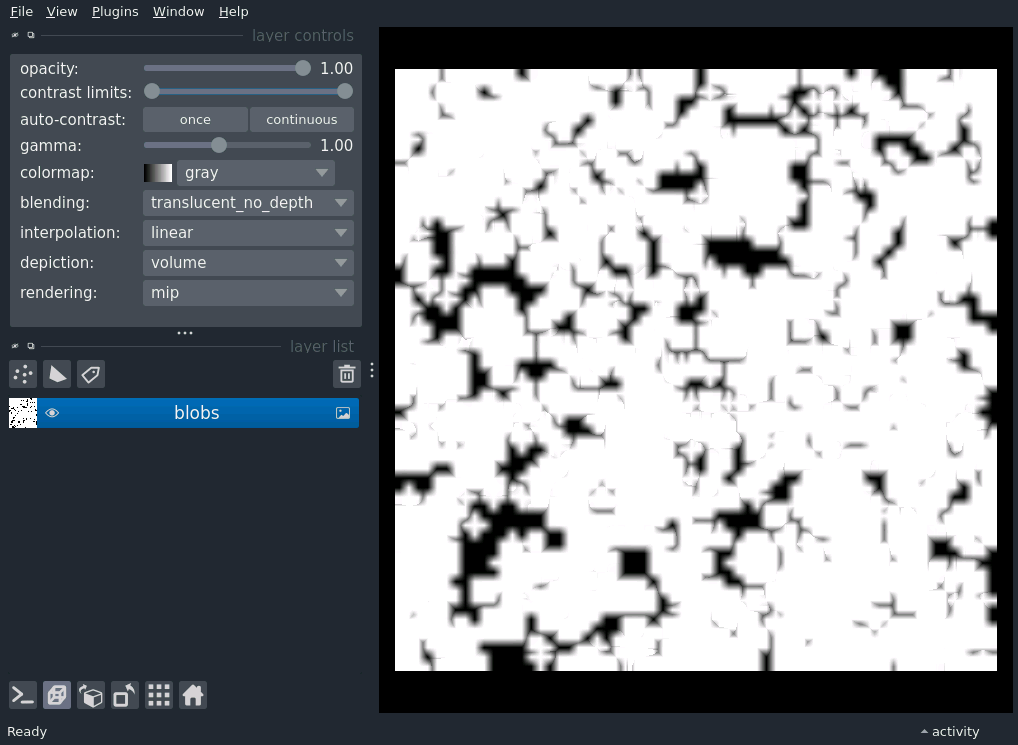 File View Plugins Window Help
layer controls
opacity: 1.00
contrast limits:
auto-contrast: once continuous
gamma: 1.00
colormap: gray
blending: translucent_no_depth
interpolation: linear
depiction: volume
rendering: mip
layer list
blobs
Ready activity